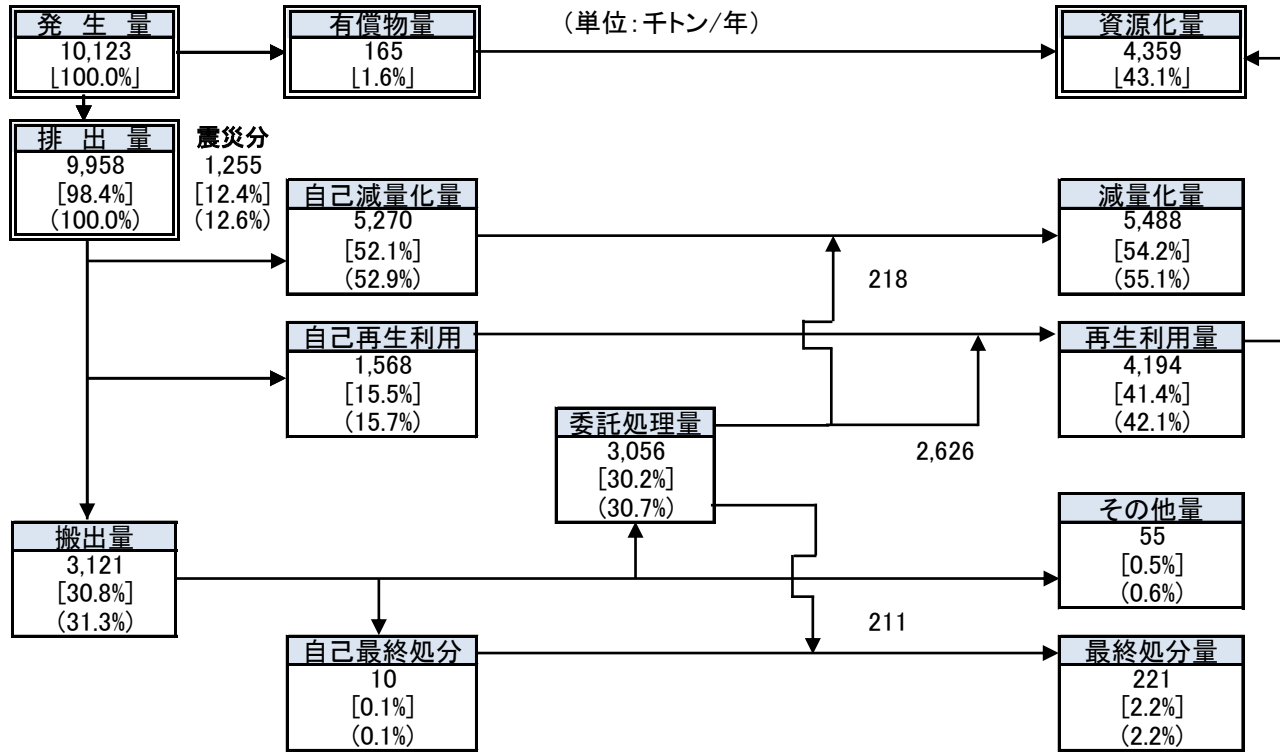 発 生 量
10,123
[100.0%]
有償物量
165
[1.6%]
（単位：千トン/年）
資源化量
4,359
[43.1%]
排 出 量
9,958
[98.4%]
(100.0%)
震災分
1,255
[12.4%]
(12.6%)
自己減量化量
5,270
[52.1%]
(52.9%)
減量化量
5,488
[54.2%]
(55.1%)
218
自己再生利用
1,568
[15.5%]
(15.7%)
再生利用量
4,194
[41.4%]
(42.1%)
委託処理量
3,056
[30.2%]
(30.7%)
2,626
搬出量
3,121
[30.8%]
(31.3%)
その他量
55
[0.5%]
(0.6%)
211
自己最終処分
10
[0.1%]
(0.1%)
最終処分量
221
[2.2%]
(2.2%)